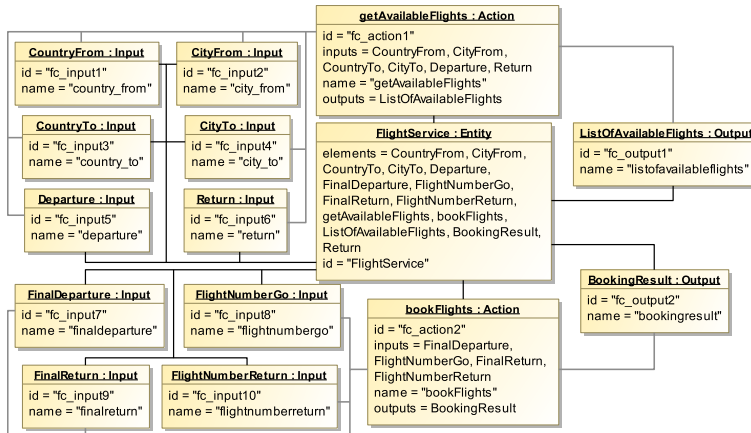 getAvailableFlights : Action
id = "fc_action1"
inputs = CountryFrom, CityFrom,
CountryTo, CityTo, Departure, Return
name = "getAvailableFlights"
outputs = ListOfAvailableFlights
CountryFrom : Input
id = "fc_input1"
name = "country_from"
CityFrom : Input
id = "fc_input2"
name = "city_from"
CountryTo : Input
id = "fc_input3"
name = "country_to"
CityTo : Input
id = "fc_input4"
name = "city_to"
FlightService : Entity
elements = CountryFrom, CityFrom,
CountryTo, CityTo, Departure,
FinalDeparture, FlightNumberGo,
FinalReturn, FlightNumberReturn,
getAvailableFlights, bookFlights,
ListOfAvailableFlights, BookingResult,
Return
id = "FlightService"
ListOfAvailableFlights : Output
id = "fc_output1"
name = "listofavailableflights"
Departure : Input
id = "fc_input5"
name = "departure"
Return : Input
id = "fc_input6"
name = "return"
BookingResult : Output
id = "fc_output2"
name = "bookingresult"
FinalDeparture : Input
id = "fc_input7"
name = "finaldeparture"
FlightNumberGo : Input
id = "fc_input8"
name = "flightnumbergo"
bookFlights : Action
id = "fc_action2"
inputs = FinalDeparture,
FlightNumberGo, FinalReturn,
FlightNumberReturn
name = "bookFlights"
outputs = BookingResult
FinalReturn : Input
id = "fc_input9"
name = "finalreturn"
FlightNumberReturn : Input
id = "fc_input10"
name = "flightnumberreturn"